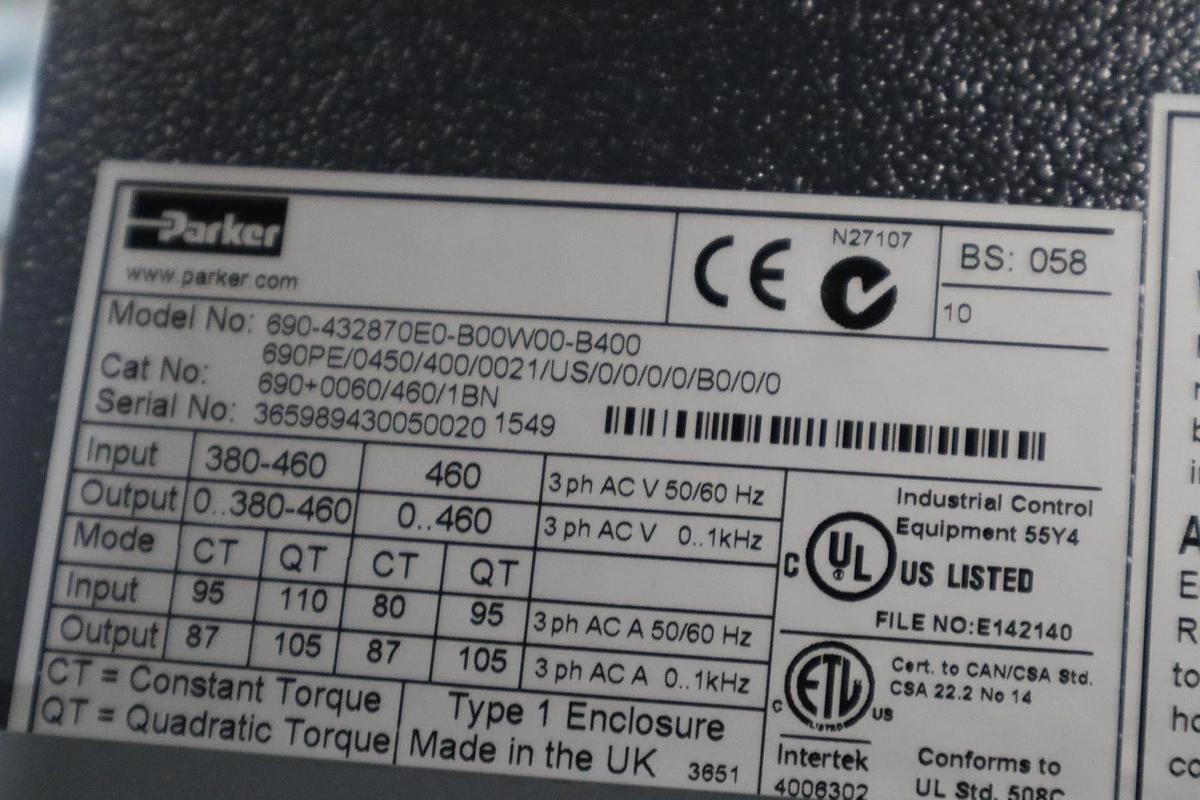 Parker
www.parker.com
CE
N27107
BS: 058
10
Model No: 690-432870E0-B00W00-B400
690PE/0450/400/0021/US/0/0/0/0/B0/0/0
Cat No: 690+0060/460/1BN
Serial No: 365989430050020 1549
Input 380-460 460 3 ph AC V 50/60 Hz
Output 0..380-460 0..460 3 ph AC V 0..1kHz
Mode CT QT CT QT
Input 95 110 80 95 3 ph AC A 50/60 Hz
Output 87 105 87 105 3 ph AC A 0..1kHz
CT = Constant Torque
QT = Quadratic Torque
Type 1 Enclosure
Made in the UK 3651
Industrial Control
Equipment 55Y4
C UL US LISTED
FILE NO:E142140
C ETL US
LISTED
Cert. to CAN/CSA Std.
CSA 22.2 No 14
Intertek
4006302
Conforms to
UL Std. 508C